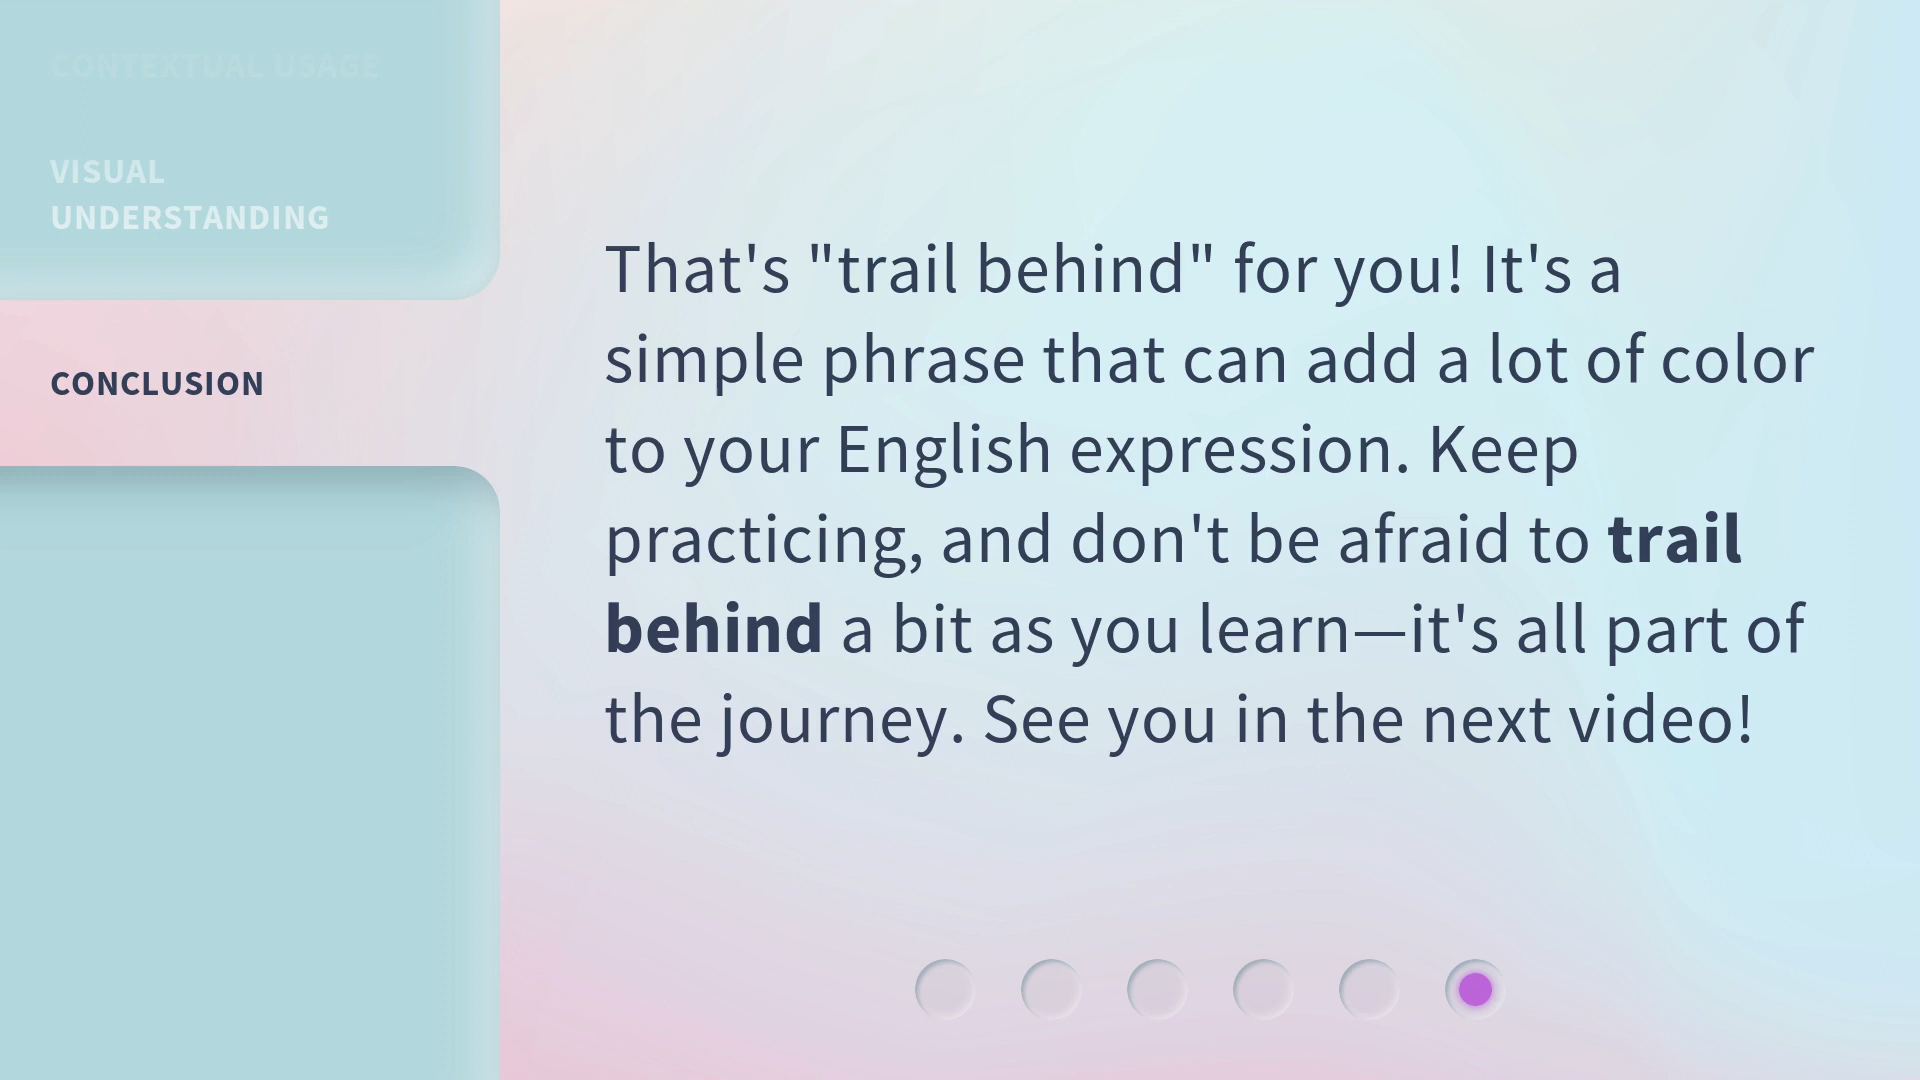 CONTEXTUAL USAGE
VISUAL
UNDERSTANDING
CONCLUSION
That's "trail behind" for you! It's a
simple phrase that can add a lot of color
to your English expression. Keep
practicing, and don't be afraid to trail
behind a bit as you learn—it's all part of
the journey. See you in the next video!